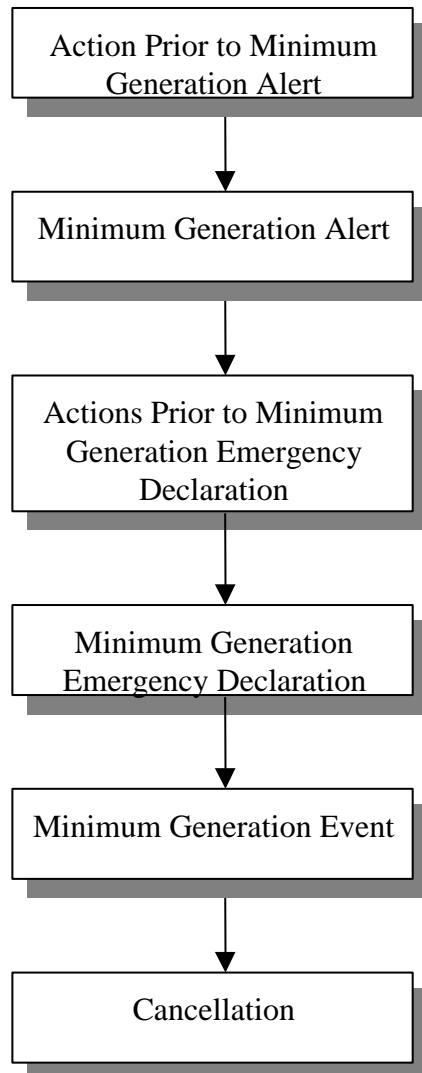 Action Prior to Minimum
Generation Alert
Minimum Generation Alert
Actions Prior to Minimum
Generation Emergency
Declaration
Minimum Generation
Emergency Declaration
Minimum Generation Event
Cancellation